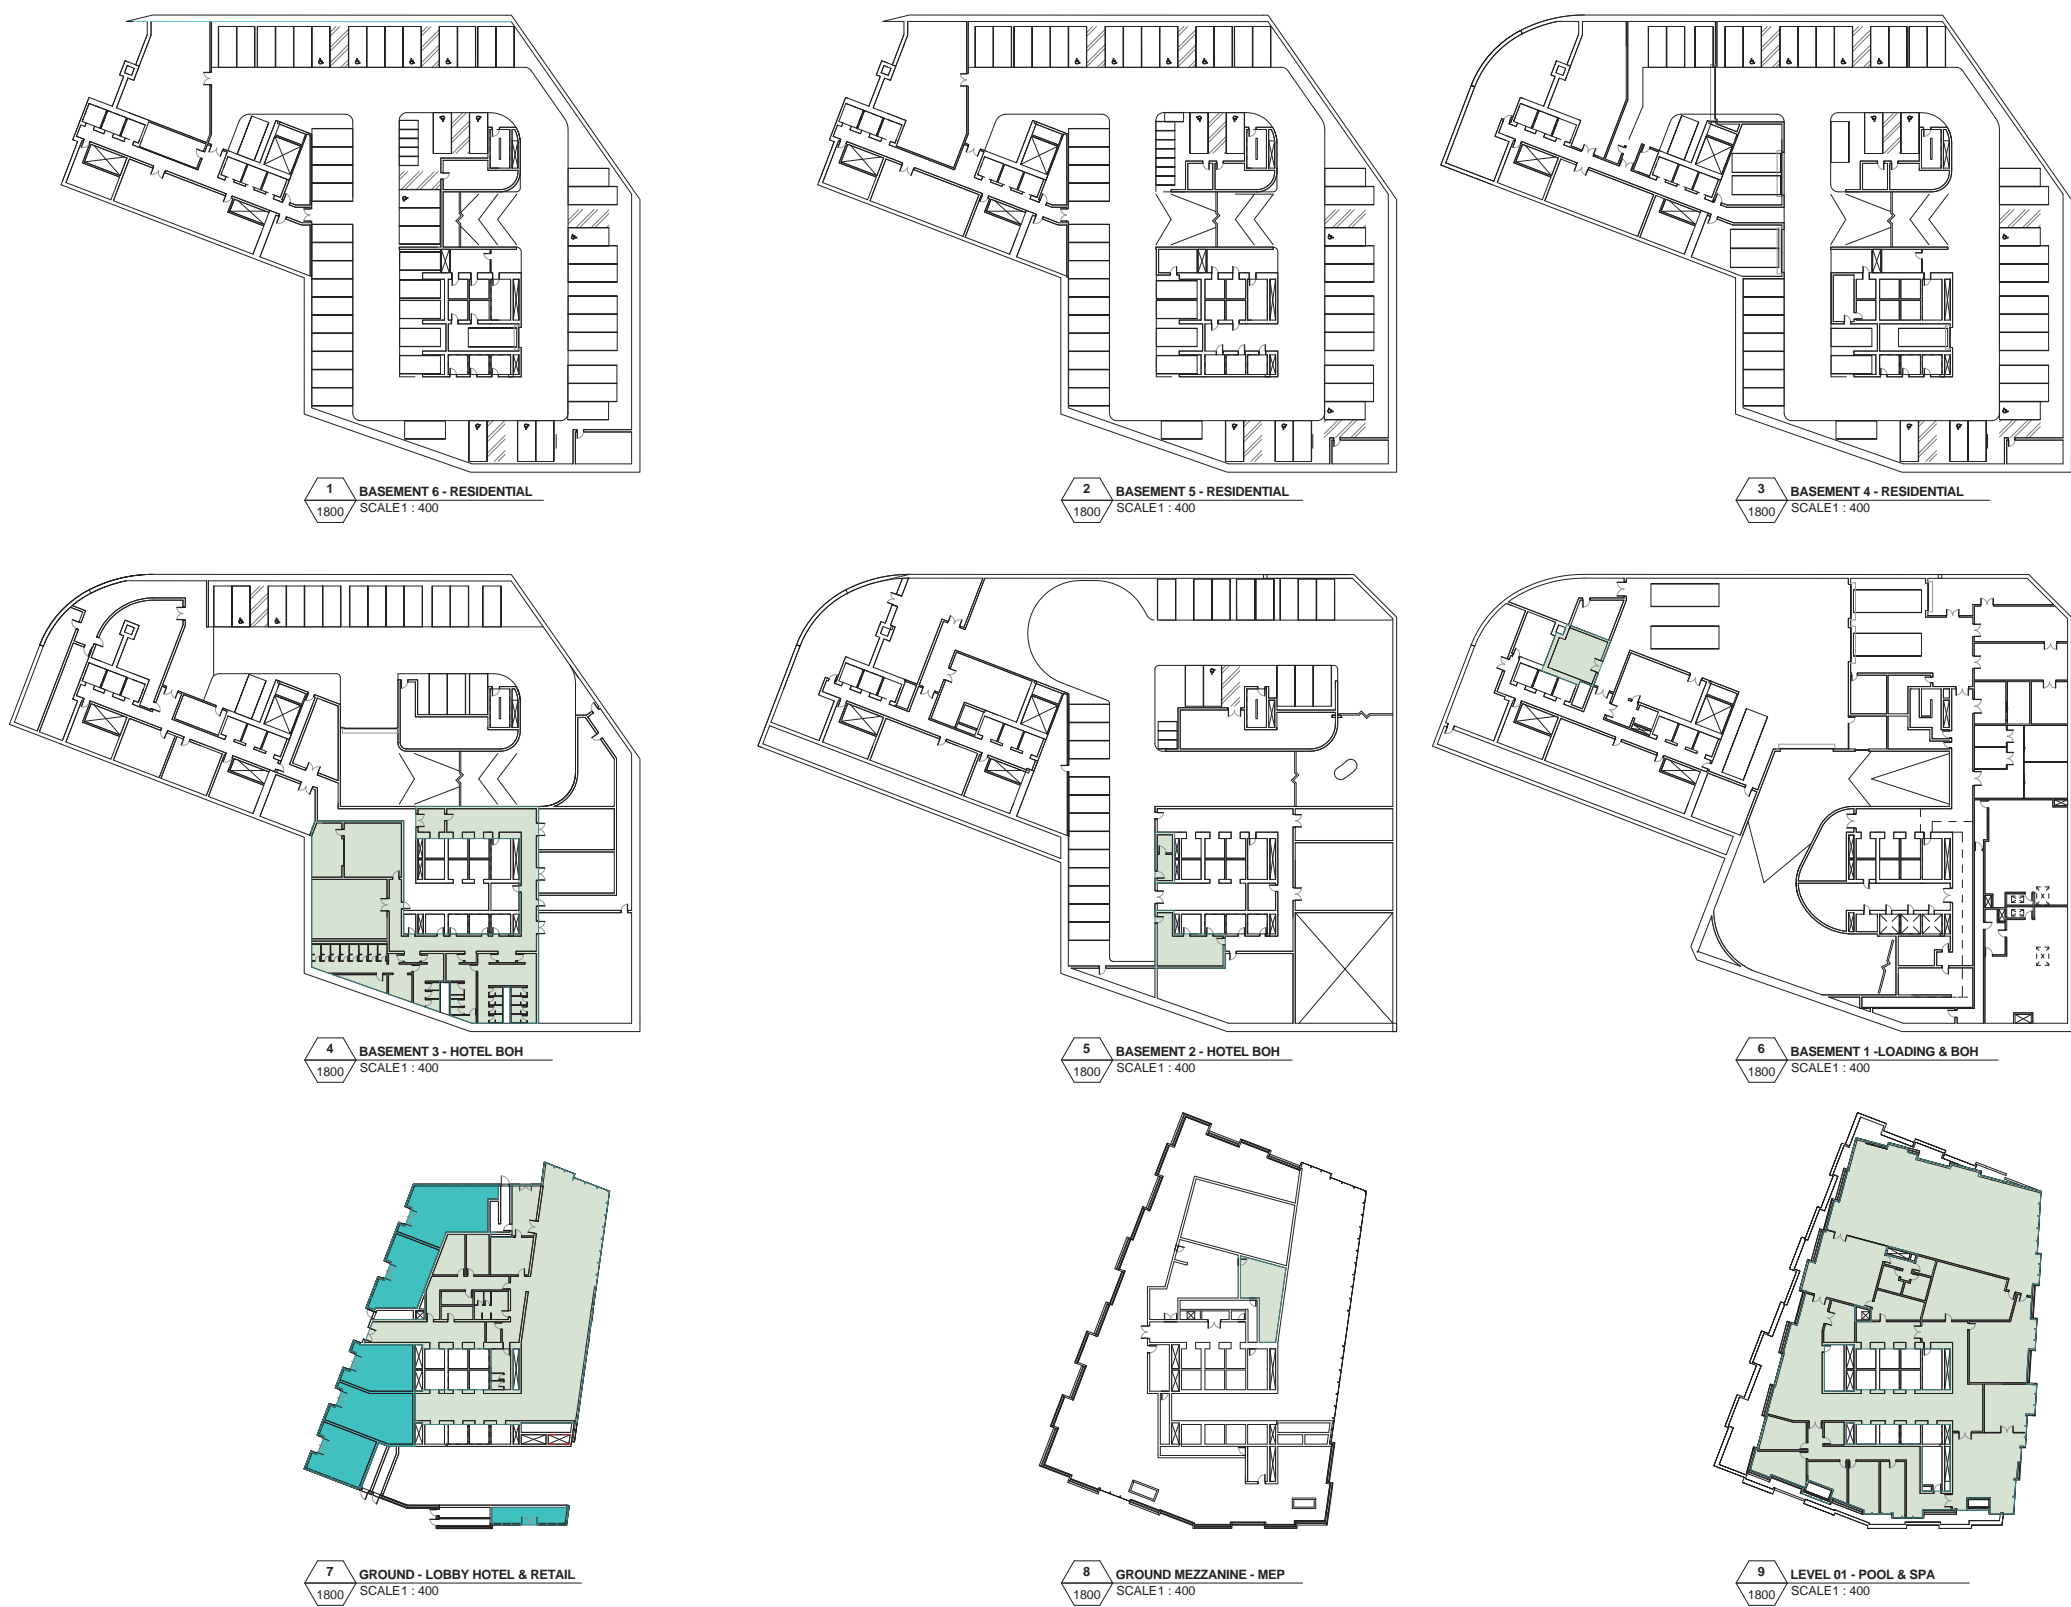 1
BASEMENT 6 - RESIDENTIAL
1800
SCALE1 : 400
2
BASEMENT 5 - RESIDENTIAL
1800
SCALE1 : 400
3
BASEMENT 4 - RESIDENTIAL
1800
SCALE1 : 400
4
BASEMENT 3 - HOTEL BOH
1800
SCALE1 : 400
5
BASEMENT 2 - HOTEL BOH
1800
SCALE1 : 400
6
BASEMENT 1 -LOADING & BOH
1800
SCALE1 : 400
7
GROUND - LOBBY HOTEL & RETAIL
1800
SCALE1 : 400
8
GROUND MEZZANINE - MEP
1800
SCALE1 : 400
9
LEVEL 01 - POOL & SPA
1800
SCALE1 : 400